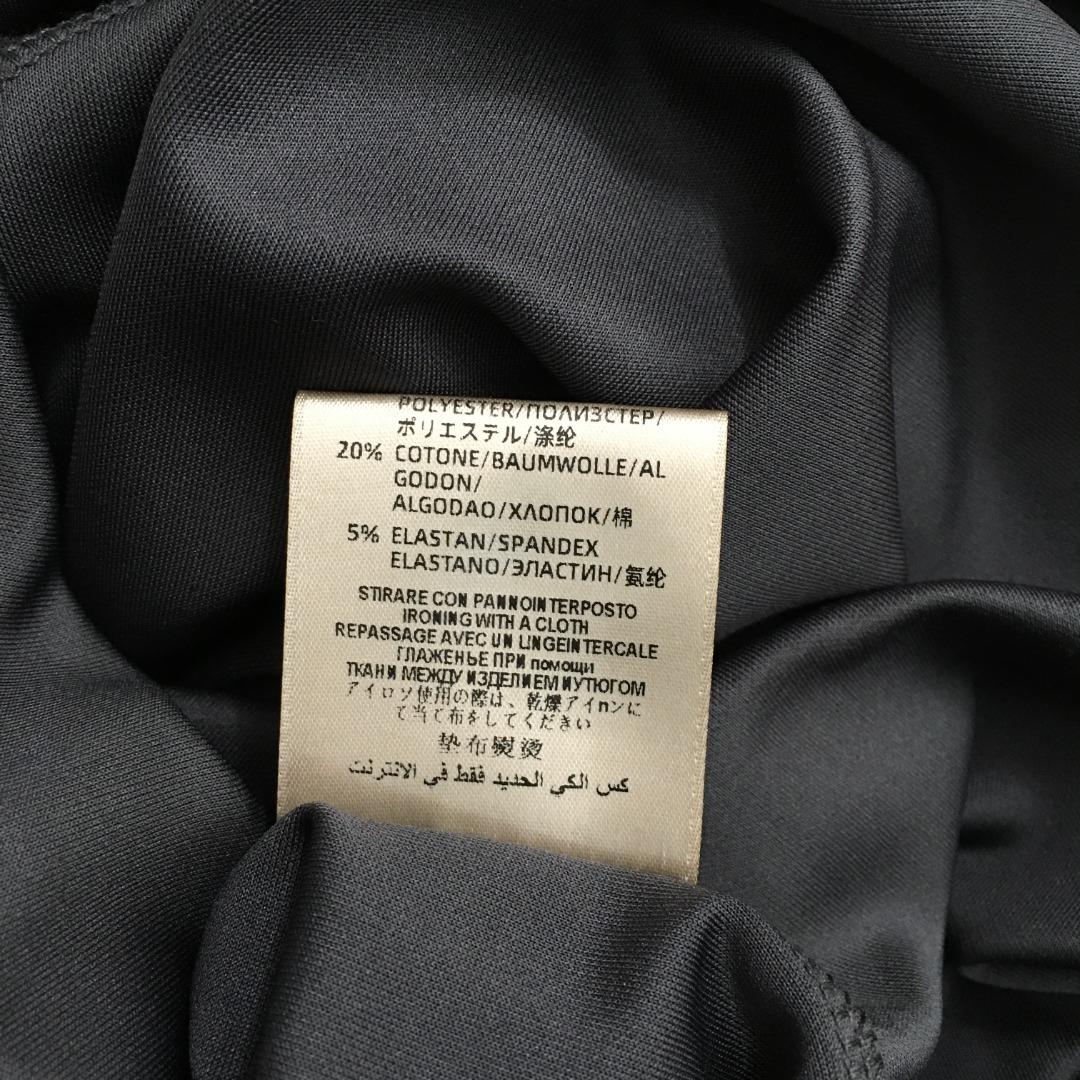 POLYESTER/ПОЛИЗСТЕР/
ポリエステル/涤纶
20% COTONE/BAUMWOLLE/AL
GODON/
ALGODAO/ХЛОПОК/棉
5% ELASTAN/SPANDEX
ELASTANO/ЭЛАСТИН/氨纶
STIRARE CON PANNOINTERPOSTO
IRONING WITH A CLOTH
REPASSAGE AVEC UN LINGEINTERCALE
ГЛАЖЕНЬЕ ПРИ помощи
ТКАНИ МЕЖДУ ИЗДЕЛИЕМ ИУТЮГОМ
アイロソ使用の際は、乾燥アイnンに
て当て布をしてください
垫布熨烫
كس الكي الحديد فقط في الانترنت